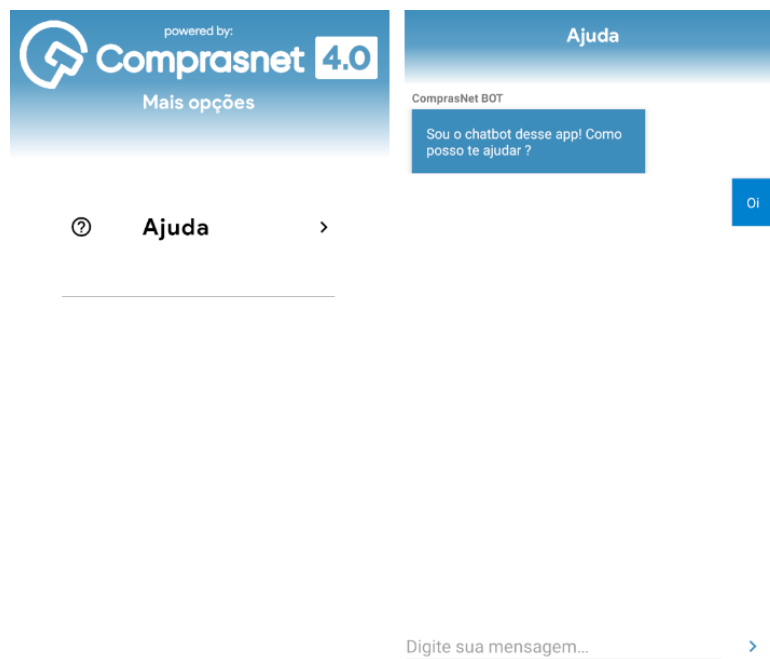 powered by:
Comprasnet 4.0
Mais opções
Ajuda
Ajuda
ComprasNet BOT
Sou o chatbot desse app! Como
posso te ajudar ?
Oi
Digite sua mensagem...